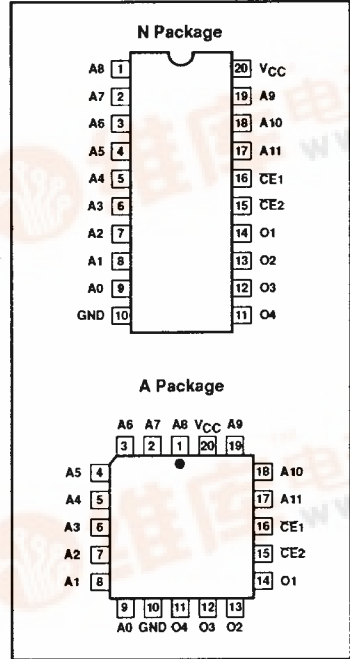 N Package
A8 1 20 VCC
A7 2 19 A9
A6 3 18 A10
A5 4 17 A11
A4 5 16 C̅E̅1
A3 6 15 C̅E̅2
A2 7 14 O1
A1 8 13 O2
A0 9 12 O3
GND 10 11 O4
A Package
A6 A7 A8 VCC A9
3 2 1 20 19
A5 4 18 A10
A4 5 17 A11
A3 6 16 C̅E̅1
A2 7 15 C̅E̅2
A1 8 14 O1
9 10 11 12 13
A0 GND O4 O3 O2